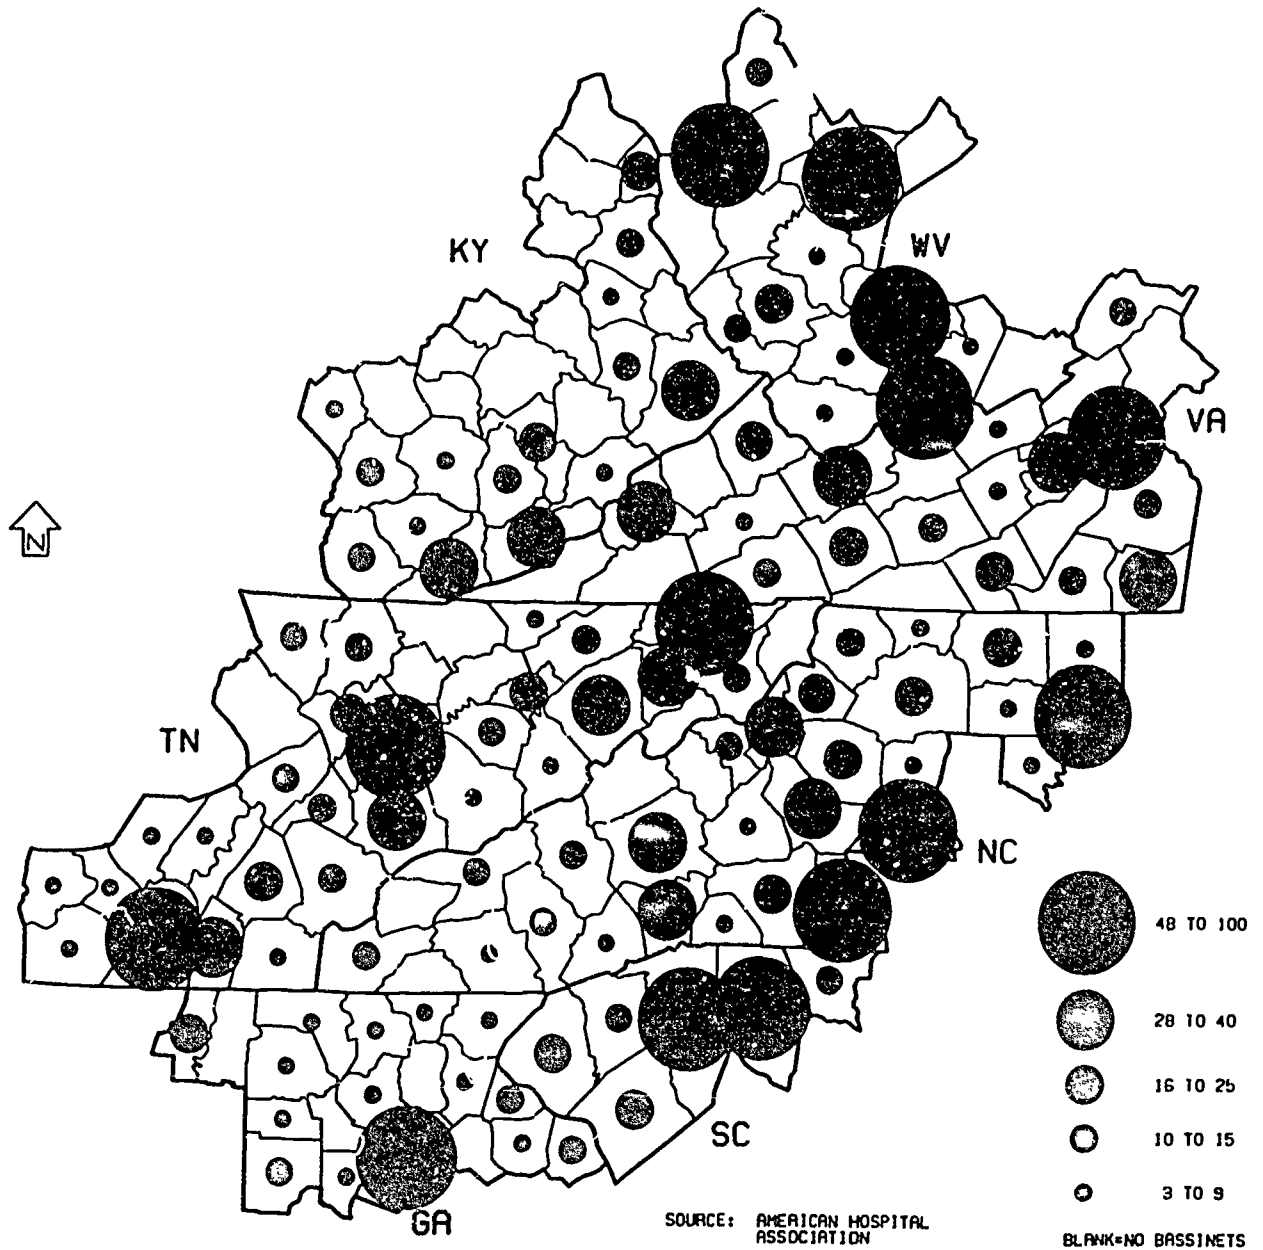 KY
WV
VA
N
TN
NC
48 TO 100
28 TO 40
16 TO 25
SC
10 TO 15
3 TO 9
GA
SOURCE: AMERICAN HOSPITAL
ASSOCIATION
BLANK=NO BASSINETS